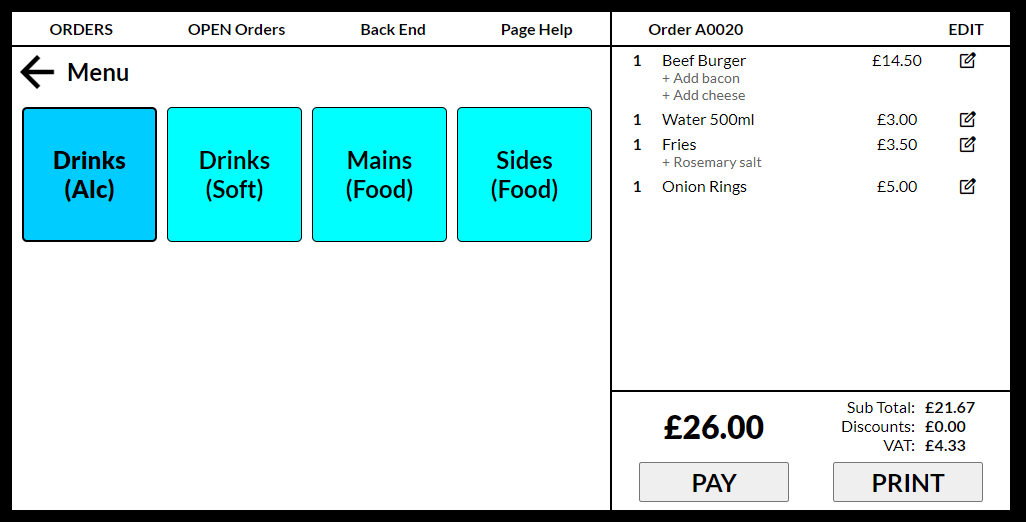 ORDERS OPEN Orders Back End Page Help
Menu
Drinks
(Alc)
Drinks
(Soft)
Mains
(Food)
Sides
(Food)
Order A0020 EDIT
1 Beef Burger £14.50
+ Add bacon
+ Add cheese
1 Water 500ml £3.00
1 Fries £3.50
+ Rosemary salt
1 Onion Rings £5.00
£26.00
Sub Total: £21.67
Discounts: £0.00
VAT: £4.33
PAY PRINT